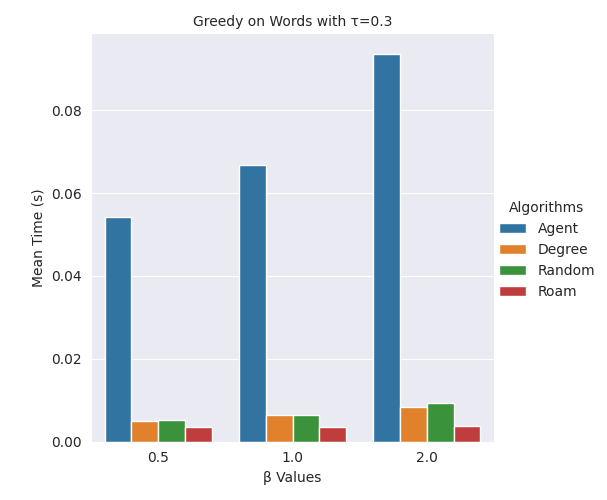 Greedy on Words with τ=0.3
Mean Time (s)
0.08
0.06
0.04
0.02
0.00
0.5 1.0 2.0
β Values
Algorithms
Agent
Degree
Random
Roam